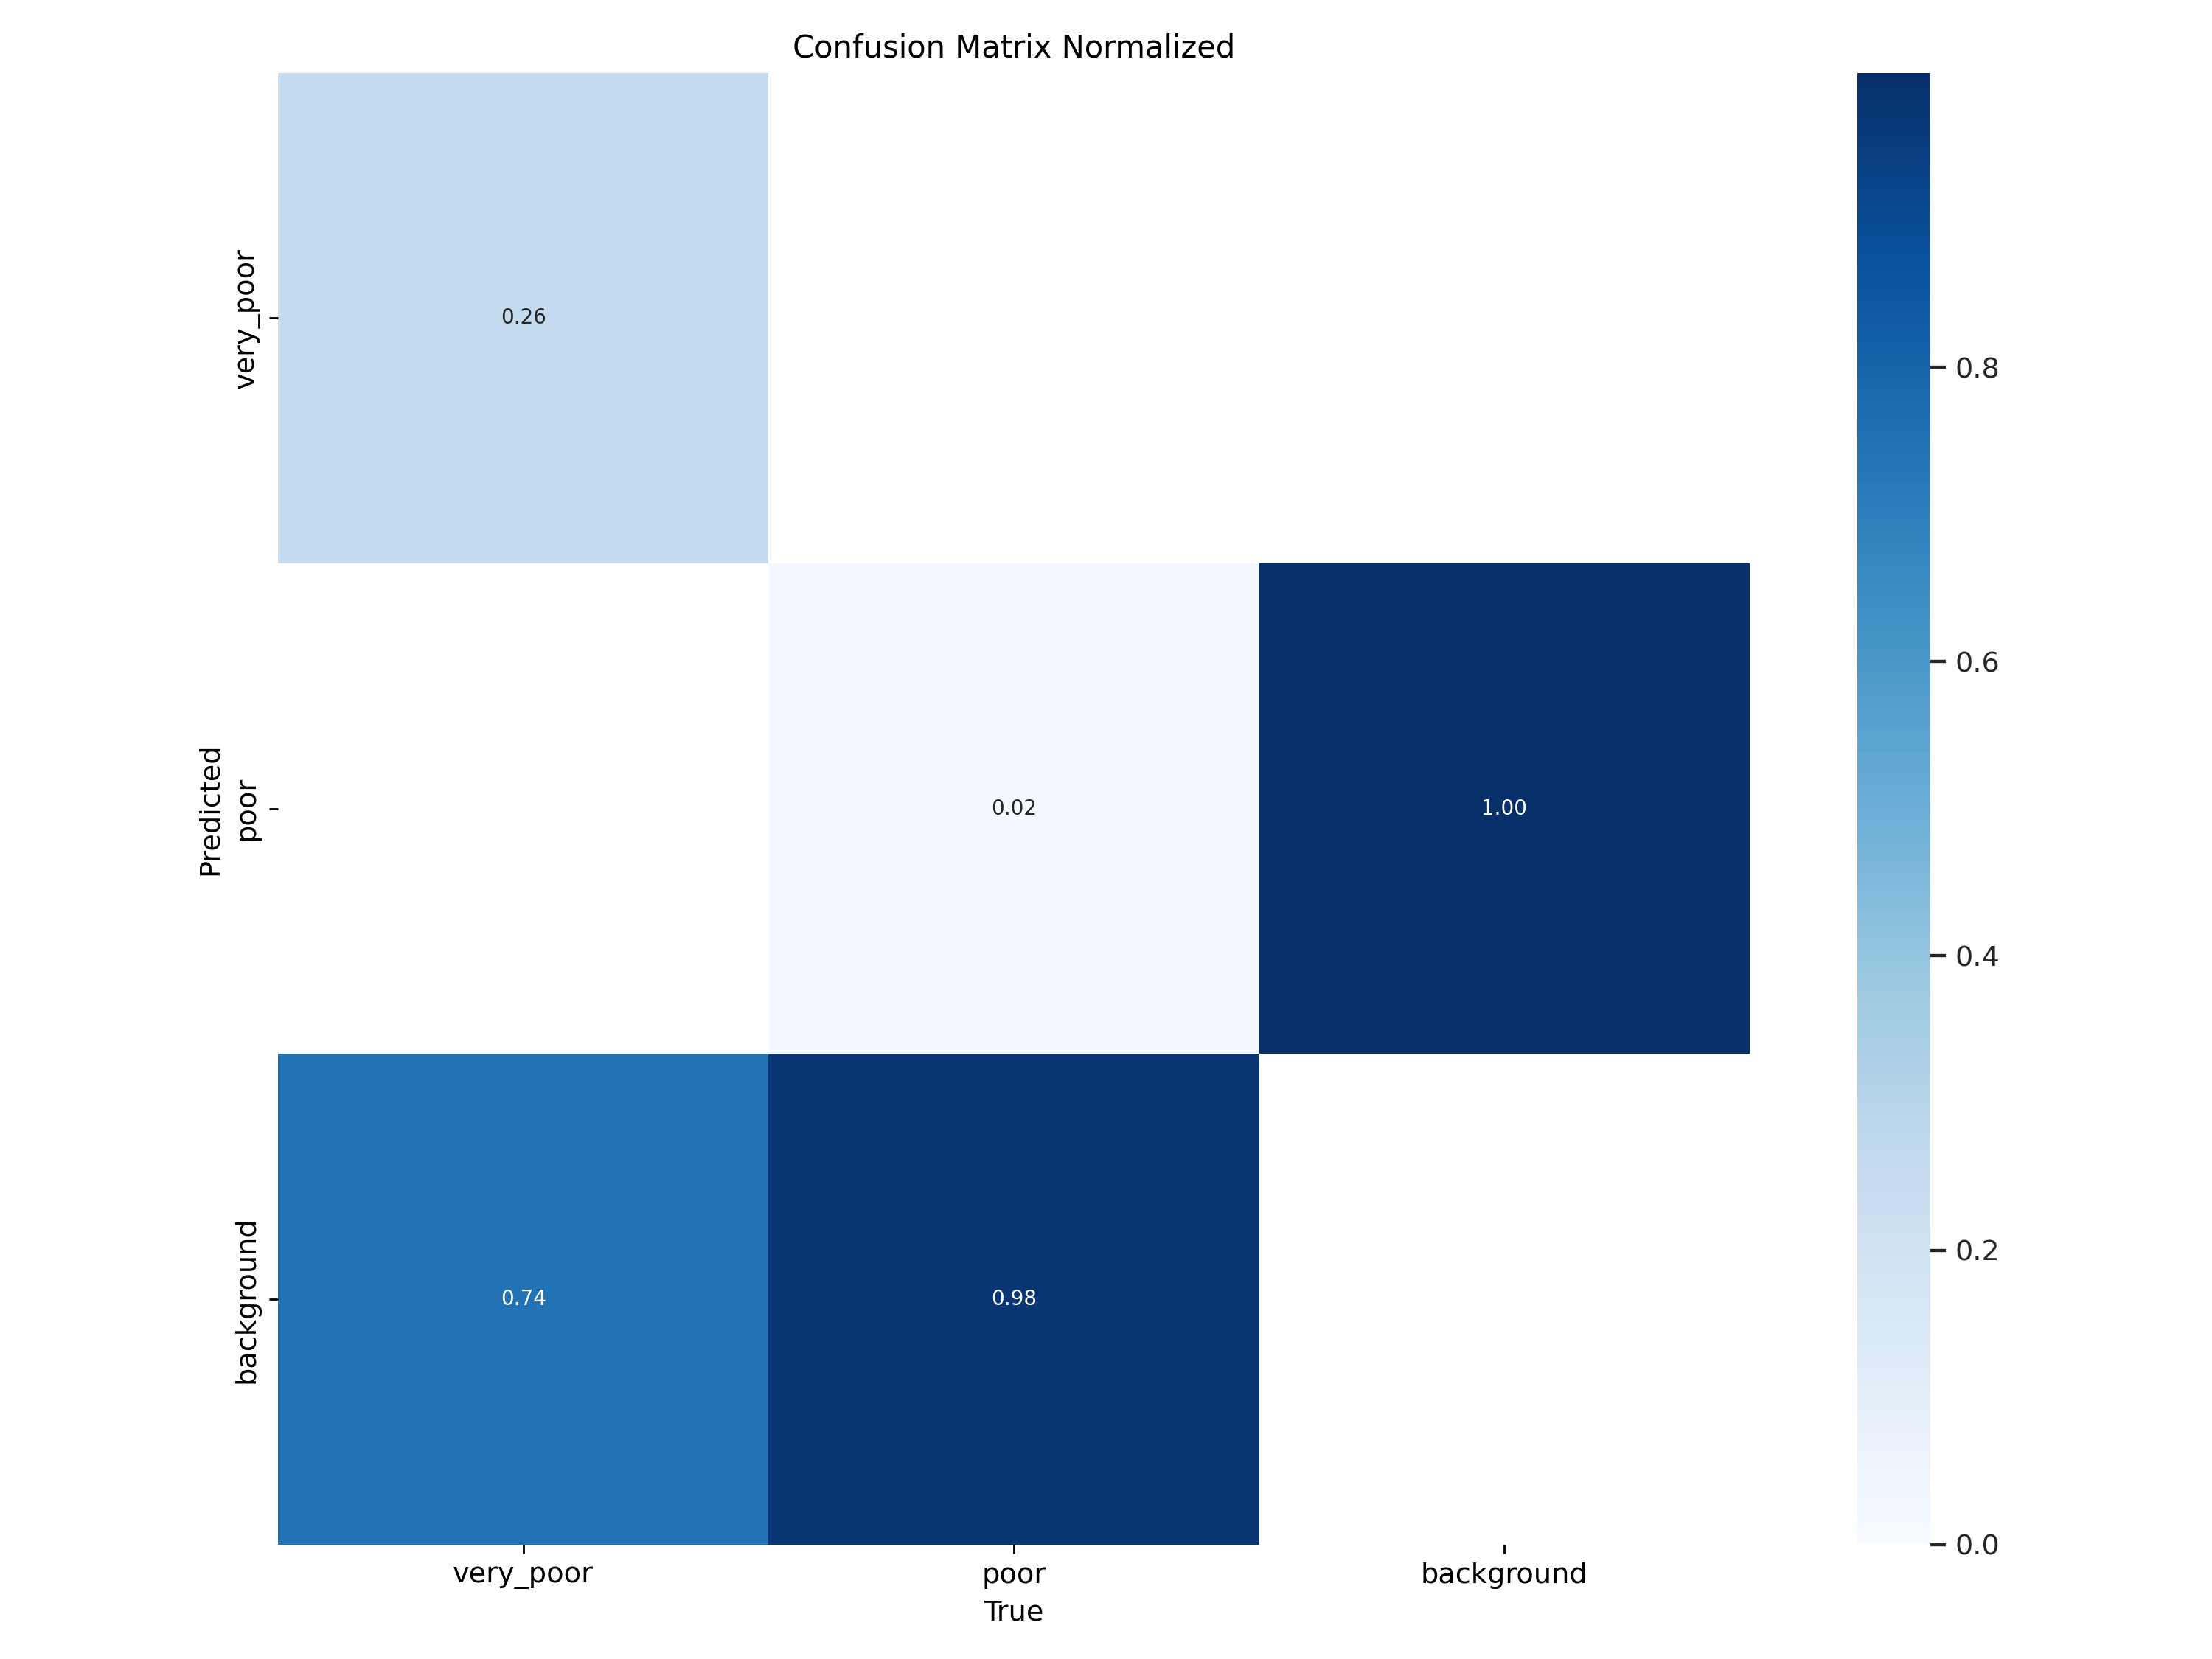 Confusion Matrix Normalized
very_poor
0.26
Predicted
poor
0.02
1.00
background
0.74
0.98
very_poor
poor
background
True
0.8
0.6
0.4
0.2
0.0